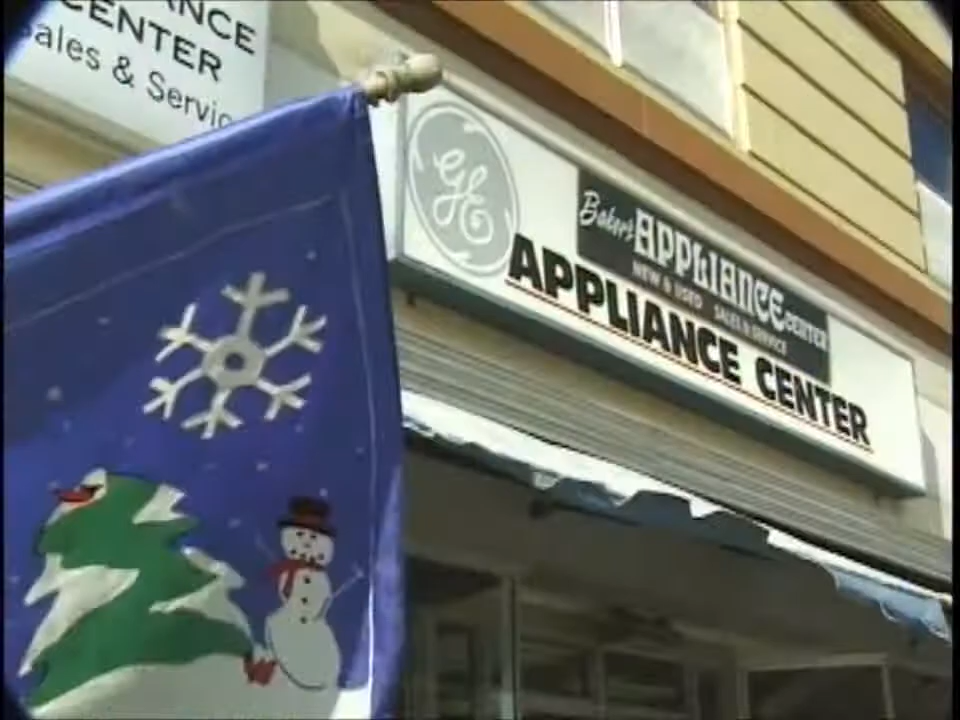 CENTER
Sales & Servic
GE
Baker's APPLIANCE CENTER
NEW & USED SALES & SERVICE
APPLIANCE CENTER